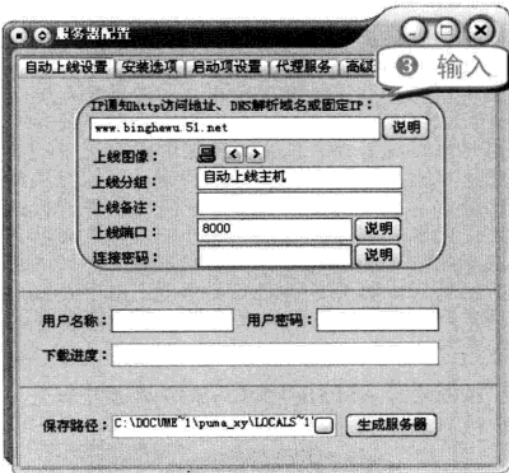 服务器配置
❸ 输入
自动上线设置 安装选项 启动项设置 代理服务 高级
IP通知http访问地址、DNS解析域名或固定IP：
www.binghewu.51.net 说明
上线图像：
上线分组： 自动上线主机
上线备注：
上线端口： 8000 说明
连接密码： 说明
用户名称： 用户密码：
下载进度：
保存路径： C:\DOCUME~1\puma_xy\LOCALS~1\ 生成服务器